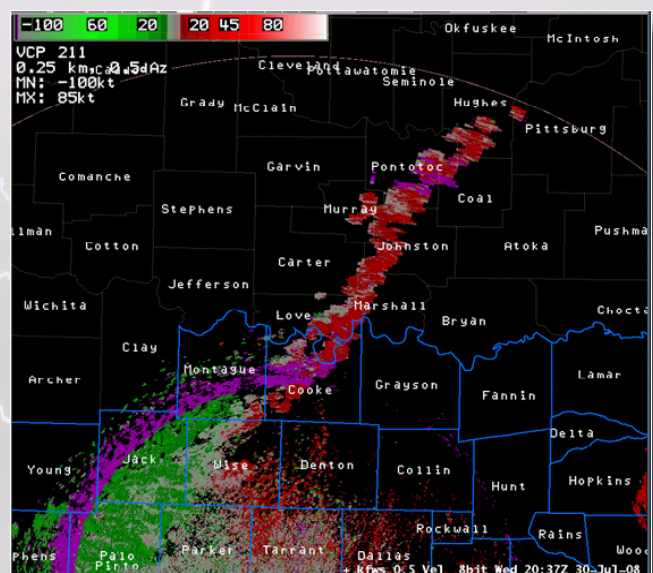 -100 60 20 20 45 80
VCP 211
0.25 km, 0.5dAz
MN: -100kt
MX: 85kt
Okfuskee
McIntosh
Cleveland
Pottawatomie
Seminole
Grady
McClain
Hughes
Pittsburg
Garvin
Pontotoc
Comanche
Stephens
Murray
Coal
llman
Cotton
Johnston
Atoka
Pushma
Carter
Jefferson
Wichita
Love
Marshall
Bryan
Chocta
Clay
Montague
Archer
Cooke
Grayson
Fannin
Lamar
Delta
Young
Jack
Wise
Denton
Collin
Hunt
Hopkins
Rockwall
Rains
Phens
Palo
Pinto
Parker
Tarrant
Dallas
Wood
kfws 0.5 Vel 8bit Wed 20:37Z 30-Jul-08